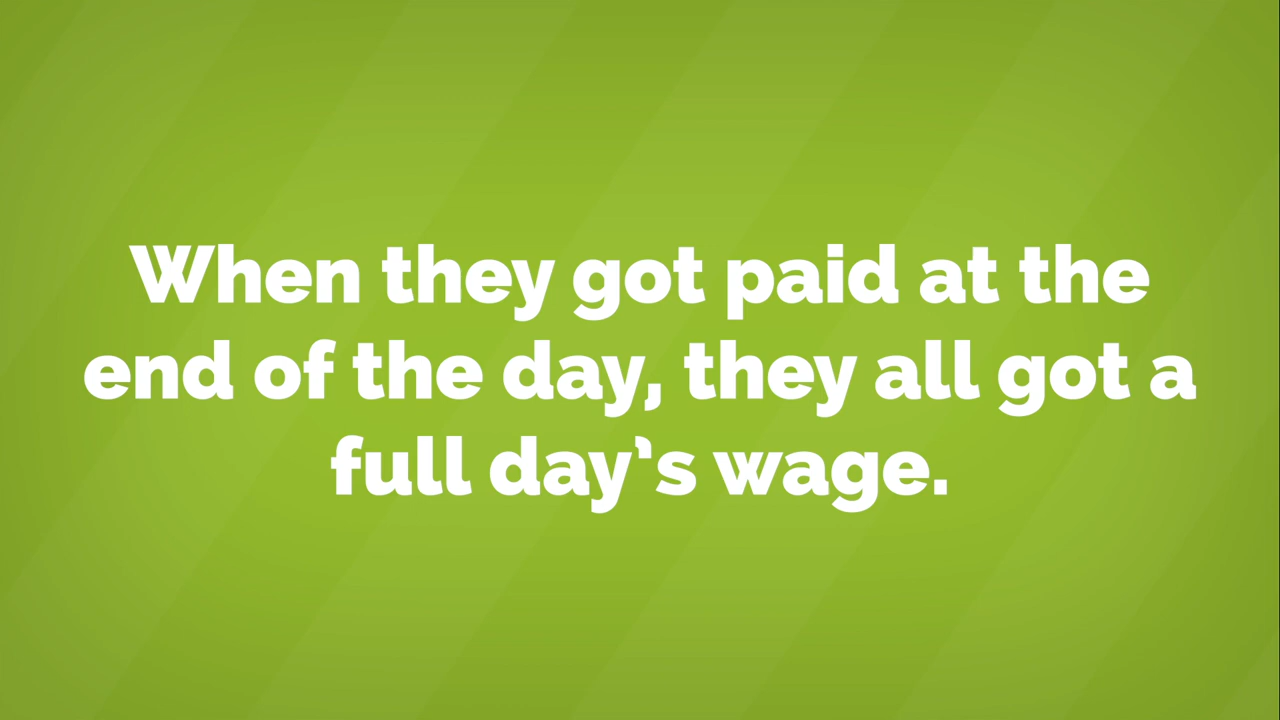 When they got paid at the
end of the day, they all got a
full day’s wage.